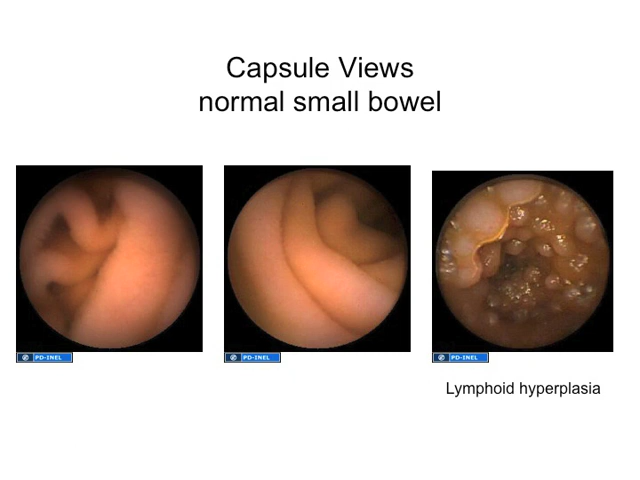 Capsule Views
normal small bowel
PD-INEL
PD-INEL
PD-INEL
Lymphoid hyperplasia